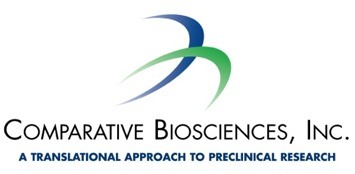 COMPARATIVE BIOSCIENCES, INC.
A TRANSLATIONAL APPROACH TO PRECLINICAL RESEARCH